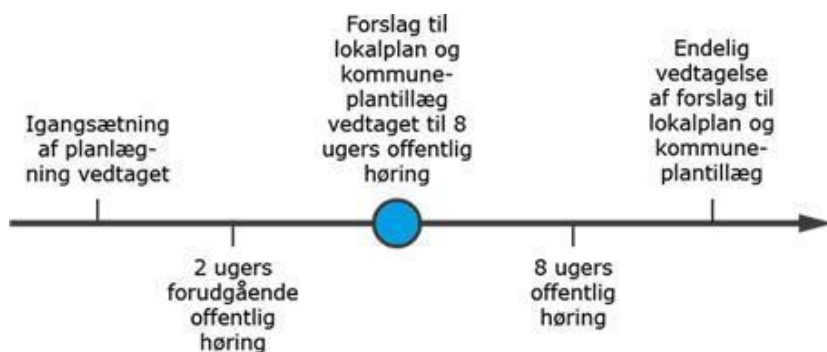 Igangsætning
af planlæg-
ning vedtaget
2 ugers
forudgående
offentlig
høring
Forslag til
lokalplan og
kommune-
plantillæg
vedtaget til 8
ugers offentlig
høring
8 ugers
offentlig
høring
Endelig
vedtagelse
af forslag til
lokalplan og
kommune-
plantillæg